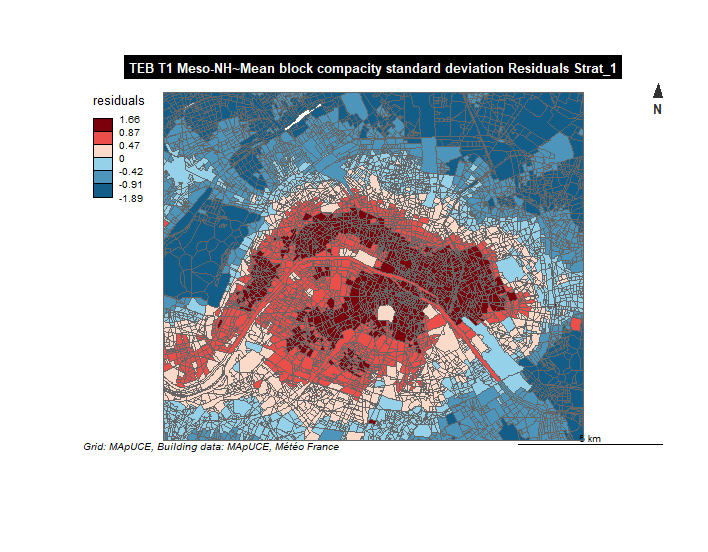 TEB T1 Meso-NH~Mean block compacity standard deviation Residuals Strat_1
residuals
1.66
0.87
0.47
0
-0.42
-0.91
-1.89
N
5 km
Grid: MApUCE, Building data: MApUCE, Météo France